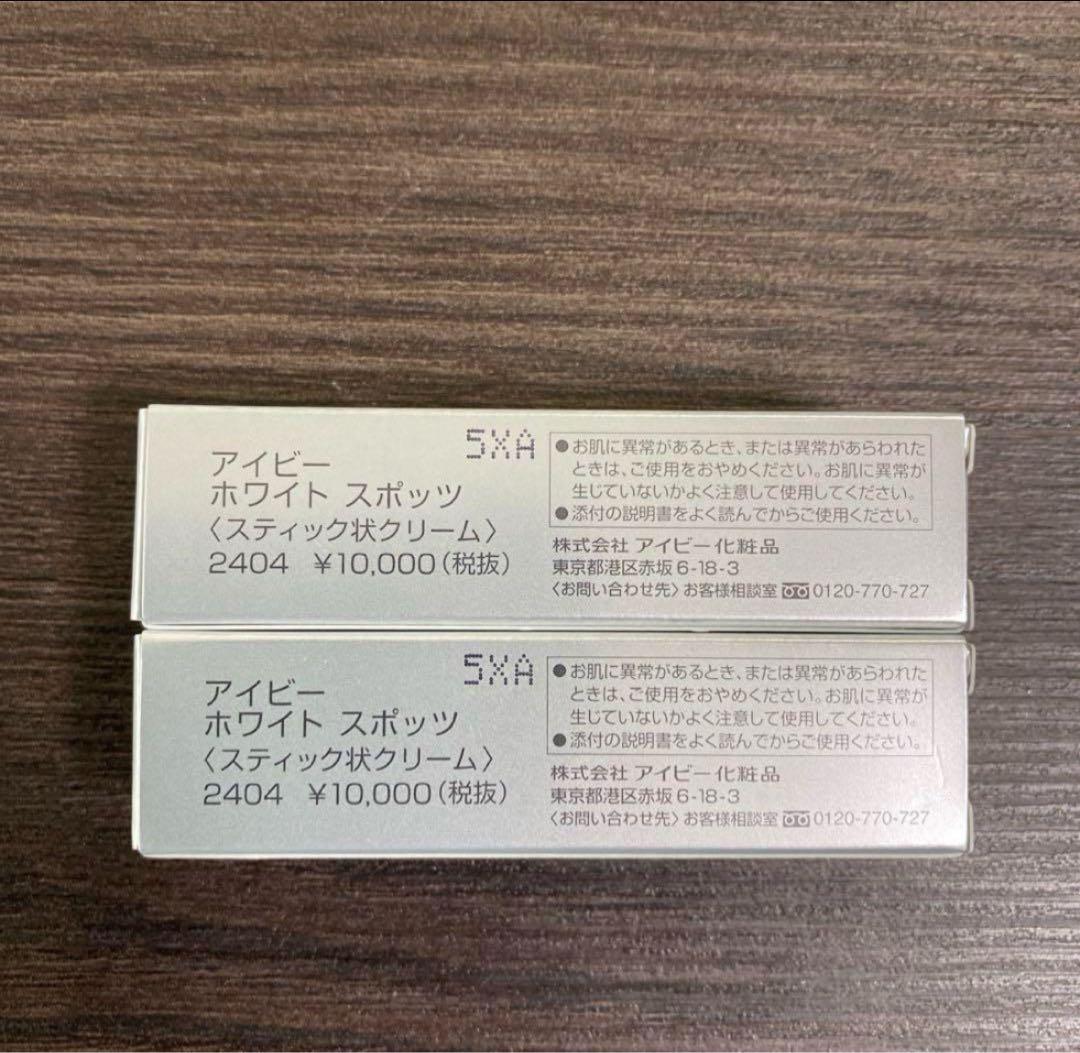 アイビー
ホワイト スポッツ
〈スティック状クリーム〉
2404 ¥10,000(税抜)
5XA
●お肌に異常があるとき、または異常があらわれた
ときは、ご使用をおやめください。お肌に異常が
生じていないかよく注意して使用してください。
●添付の説明書をよく読んでからご使用ください。
株式会社 アイビー化粧品
東京都港区赤坂6-18-3
〈お問い合わせ先〉お客様相談室 0120-770-727
アイビー
ホワイト スポッツ
〈スティック状クリーム〉
2404 ¥10,000(税抜)
5XA
●お肌に異常があるとき、または異常があらわれた
ときは、ご使用をおやめください。お肌に異常が
生じていないかよく注意して使用してください。
●添付の説明書をよく読んでからご使用ください。
株式会社 アイビー化粧品
東京都港区赤坂6-18-3
〈お問い合わせ先〉お客様相談室 0120-770-727